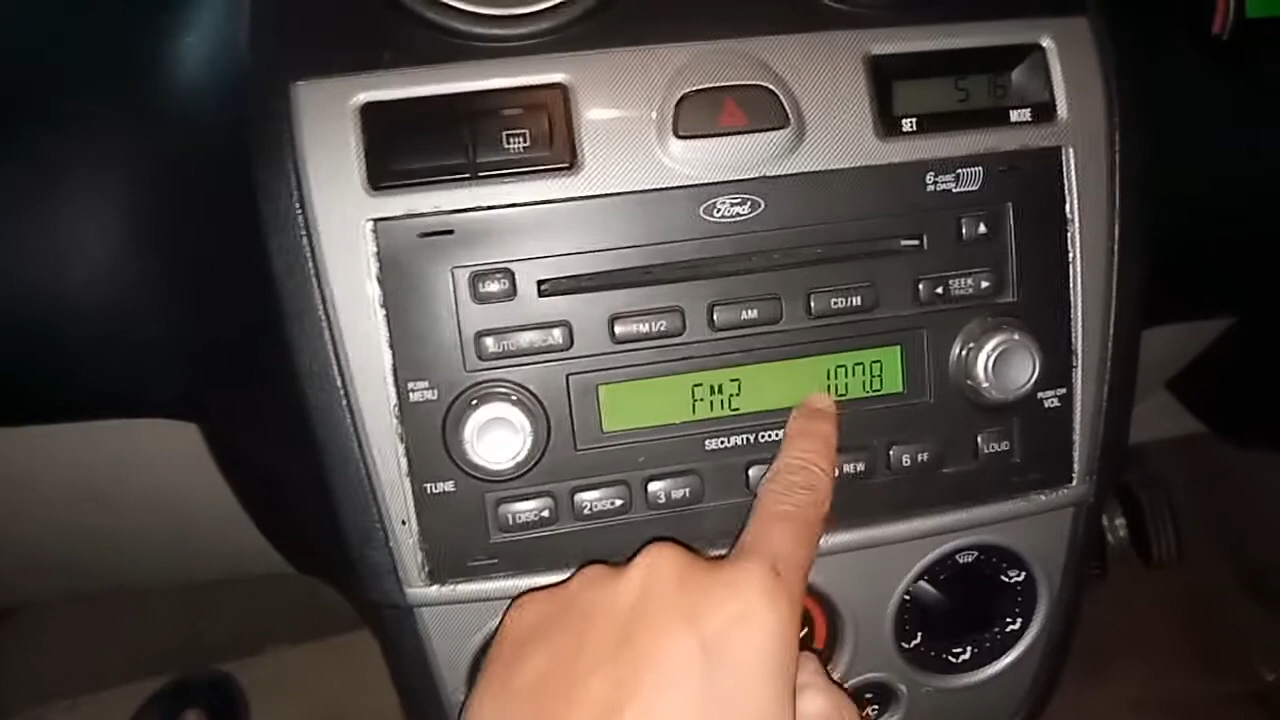 516
SET MODE
6-DISC
IN DASH
Ford
LOAD
SEEK
TRACK
AUTO-M SCAN FM 1/2 AM CD/II
PUSH
MENU
FM2 107.8
PUSH ON
VOL
SECURITY CODE
TUNE
1 DISC◀ 2 DISC▶ 3 RPT REW 6 FF LOUD